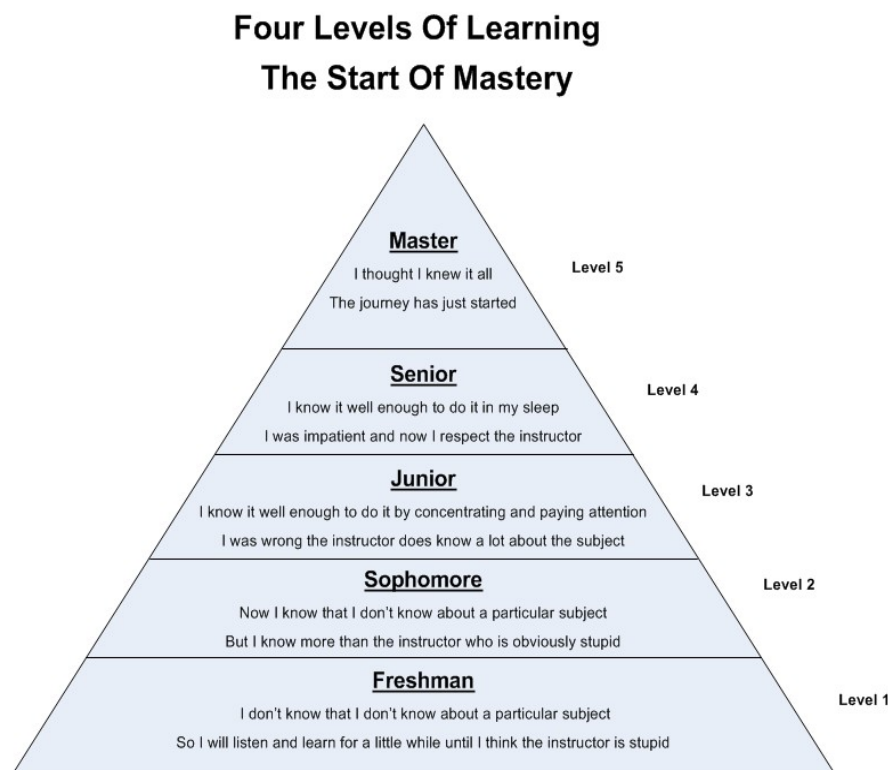 Four Levels Of Learning
The Start Of Mastery
Master
I thought I knew it all
The journey has just started
Level 5
Senior
I know it well enough to do it in my sleep
I was impatient and now I respect the instructor
Level 4
Junior
I know it well enough to do it by concentrating and paying attention
I was wrong the instructor does know a lot about the subject
Level 3
Sophomore
Now I know that I don't know about a particular subject
But I know more than the instructor who is obviously stupid
Level 2
Freshman
I don't know that I don't know about a particular subject
So I will listen and learn for a little while until I think the instructor is stupid
Level 1